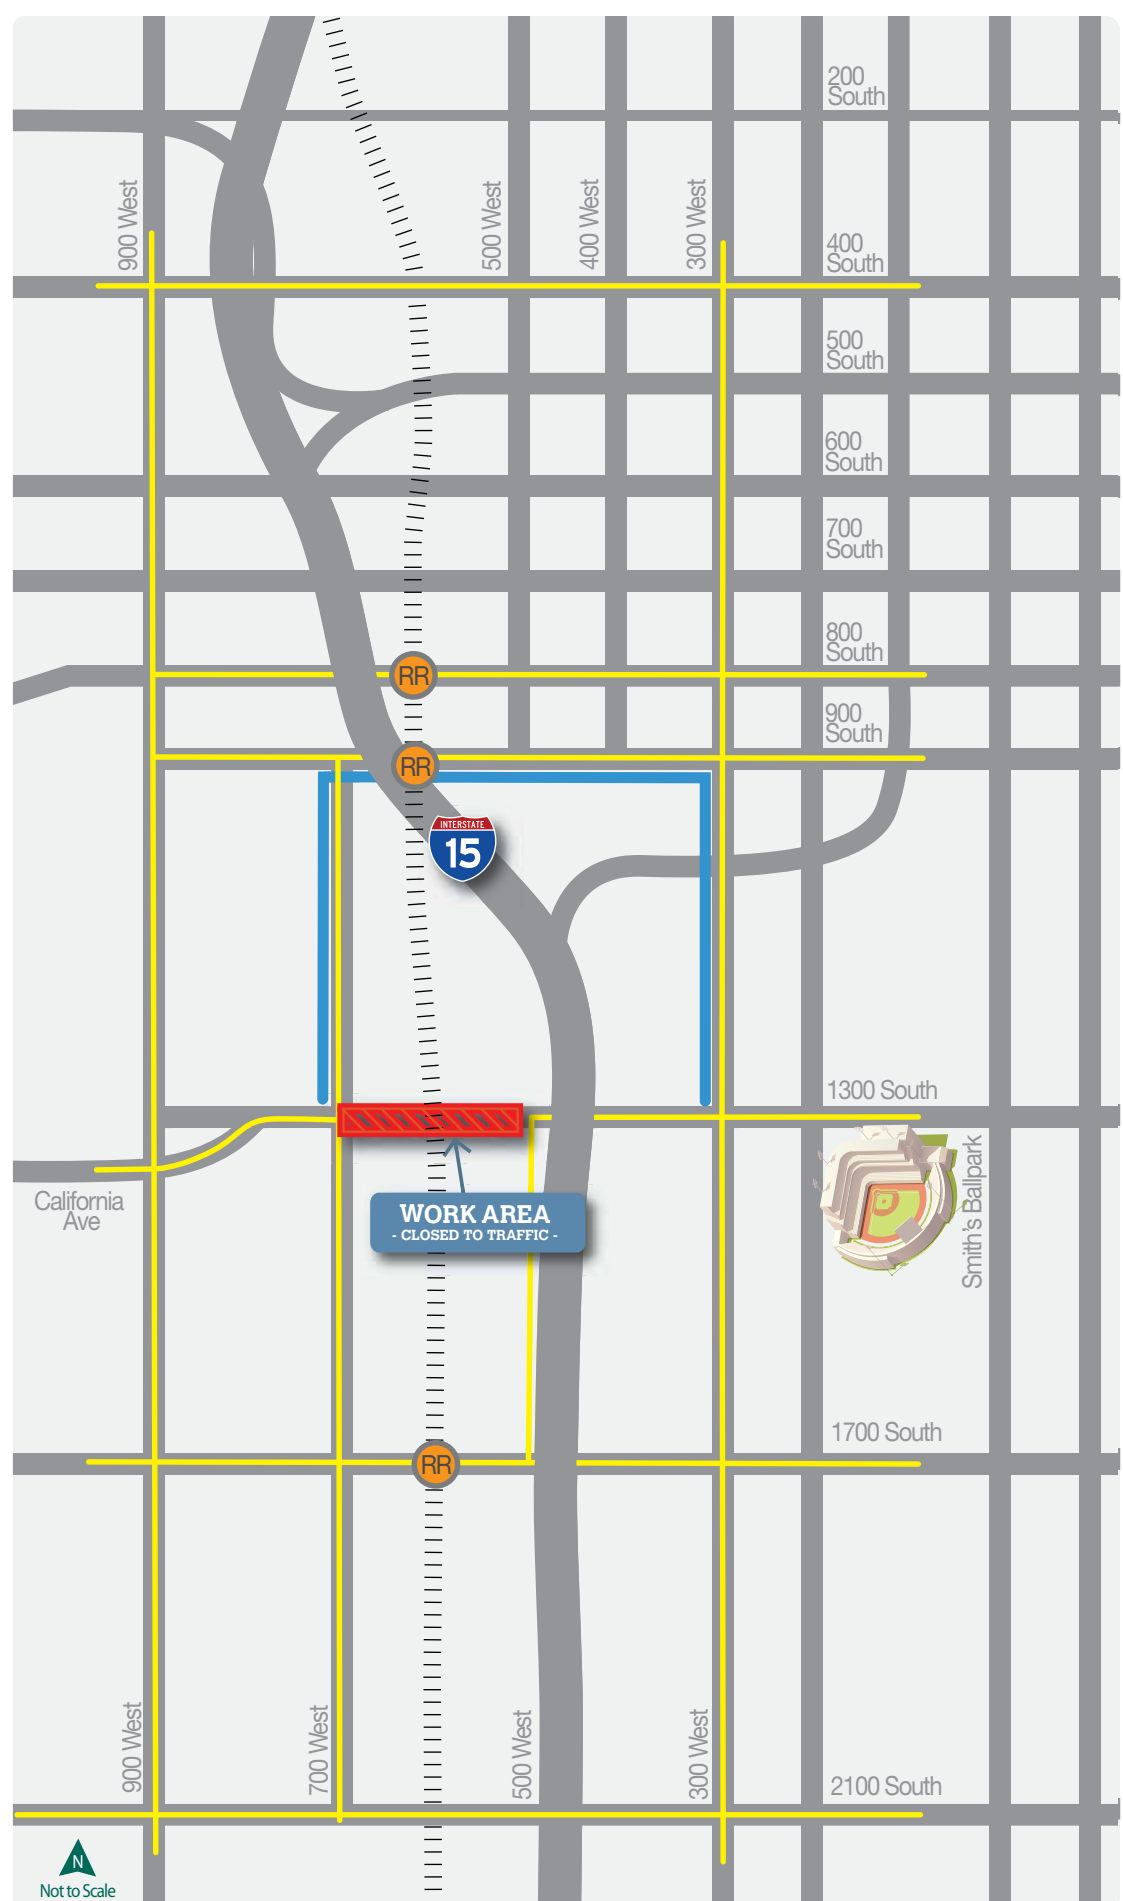 200
South
900 West
500 West
400 West
300 West
400
South
500
South
600
South
700
South
800
South
RR
900
South
RR
INTERSTATE
15
1300 South
California
Ave
WORK AREA
- CLOSED TO TRAFFIC -
Smith's Ballpark
1700 South
RR
900 West
700 West
500 West
300 West
2100 South
N
Not to Scale